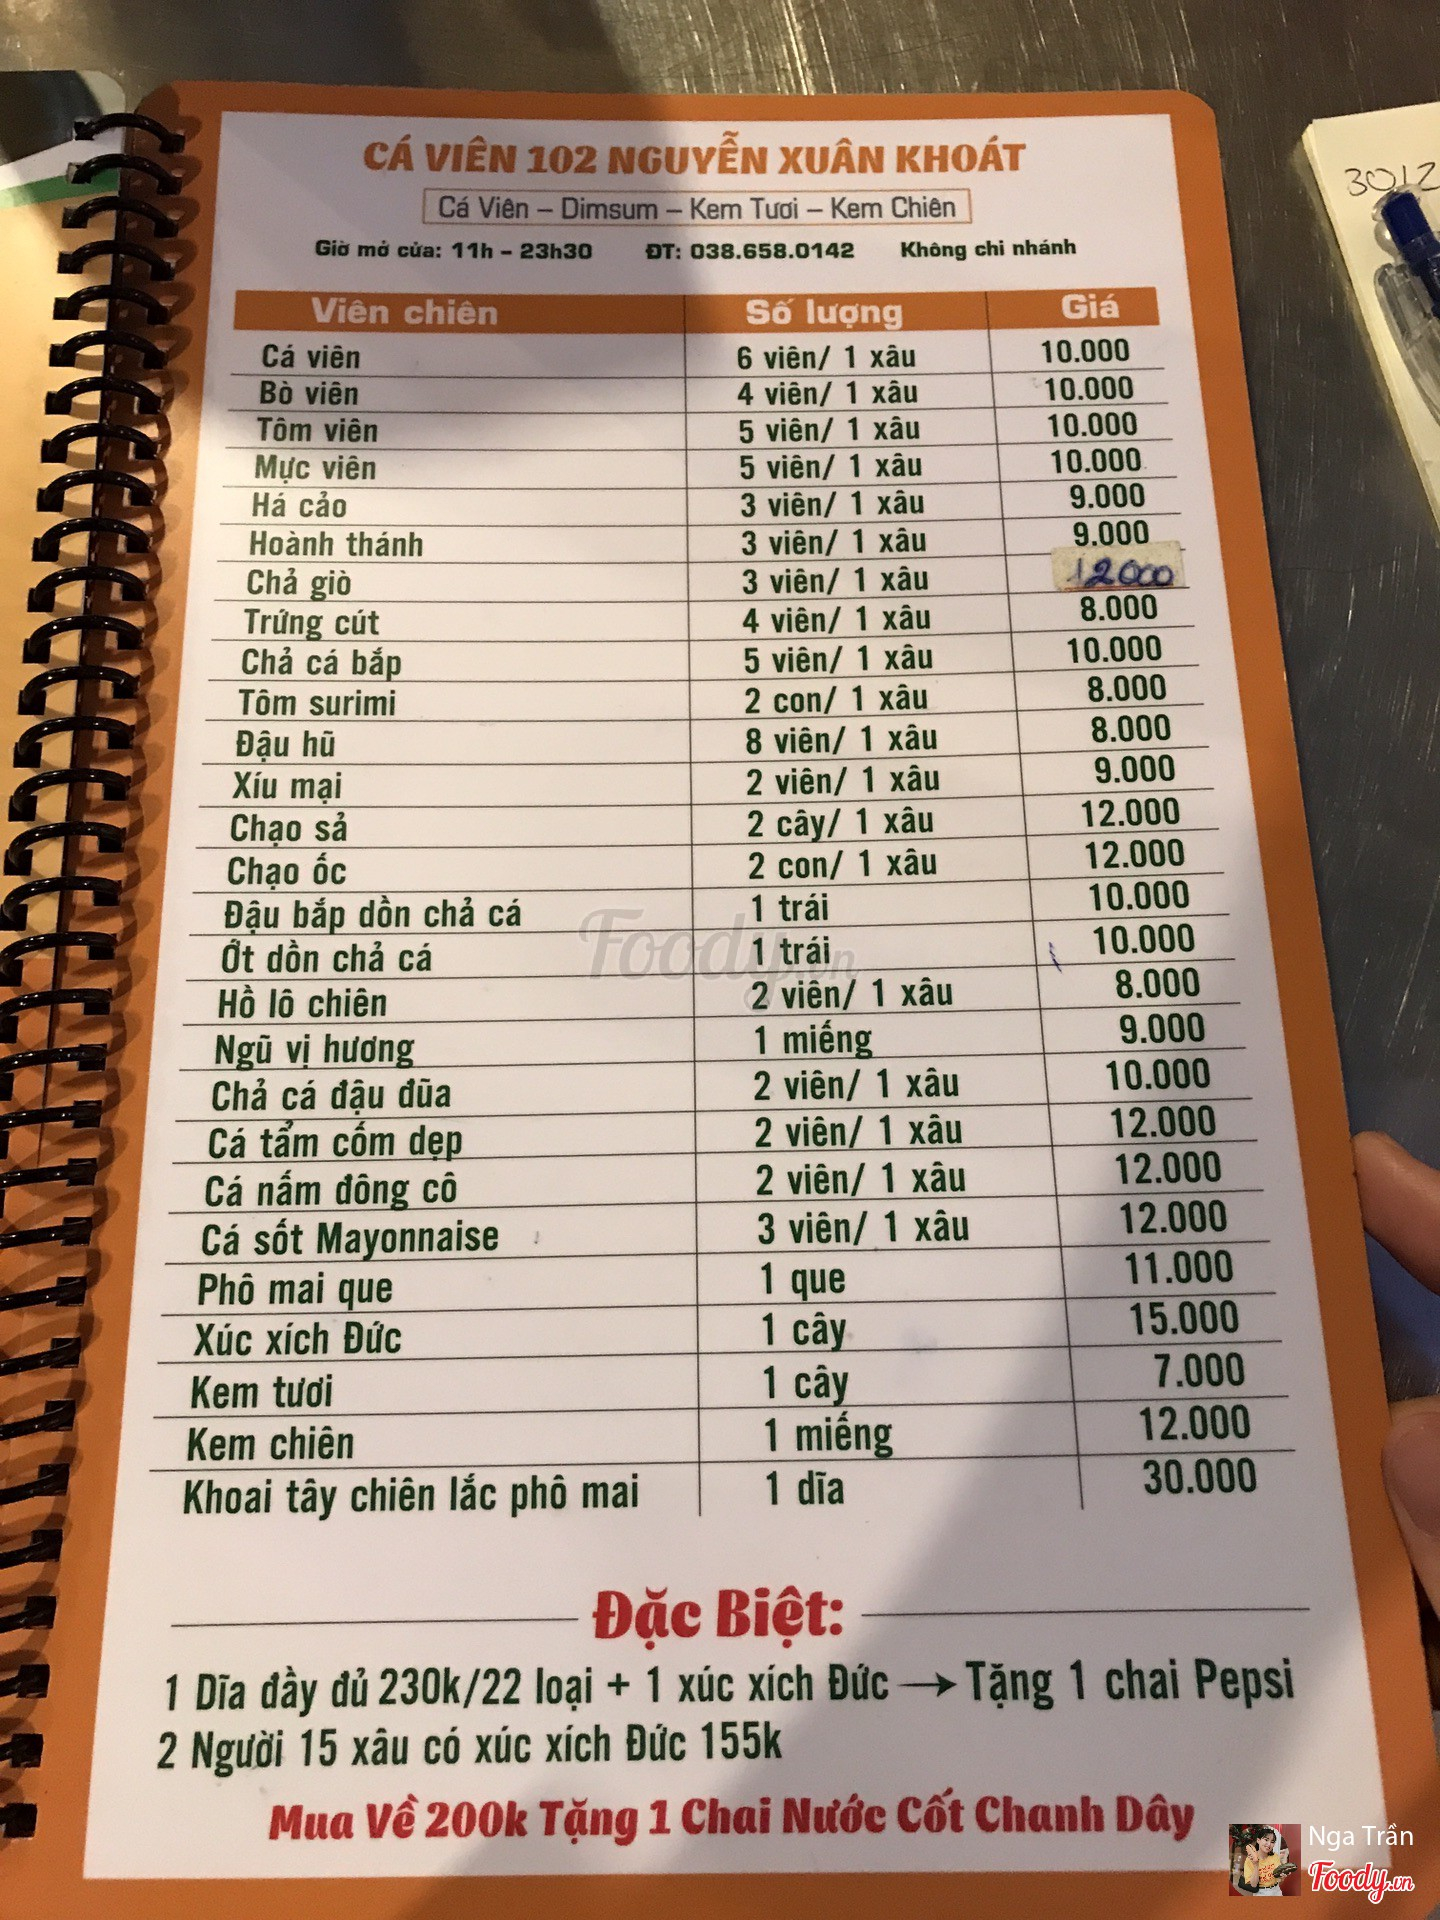 CÁ VIÊN 102 NGUYỄN XUÂN KHOÁT
Cá Viên – Dimsum – Kem Tươi – Kem Chiên
Giờ mở cửa: 11h – 23h30 ĐT: 038.658.0142 Không chi nhánh
Viên chiên Số lượng Giá
Cá viên 6 viên/ 1 xâu 10.000
Bò viên 4 viên/ 1 xâu 10.000
Tôm viên 5 viên/ 1 xâu 10.000
Mực viên 5 viên/ 1 xâu 10.000
Há cảo 3 viên/ 1 xâu 9.000
Hoành thánh 3 viên/ 1 xâu 9.000
Chả giò 3 viên/ 1 xâu 12000
Trứng cút 4 viên/ 1 xâu 8.000
Chả cá bắp 5 viên/ 1 xâu 10.000
Tôm surimi 2 con/ 1 xâu 8.000
Đậu hũ 8 viên/ 1 xâu 8.000
Xíu mại 2 viên/ 1 xâu 9.000
Chạo sả 2 cây/ 1 xâu 12.000
Chạo ốc 2 con/ 1 xâu 12.000
Đậu bắp dồn chả cá 1 trái 10.000
Ớt dồn chả cá 1 trái 10.000
Hồ lô chiên 2 viên/ 1 xâu 8.000
Ngũ vị hương 1 miếng 9.000
Chả cá đậu đũa 2 viên/ 1 xâu 10.000
Cá tẩm cốm dẹp 2 viên/ 1 xâu 12.000
Cá nấm đông cô 2 viên/ 1 xâu 12.000
Cá sốt Mayonnaise 3 viên/ 1 xâu 12.000
Phô mai que 1 que 11.000
Xúc xích Đức 1 cây 15.000
Kem tươi 1 cây 7.000
Kem chiên 1 miếng 12.000
Khoai tây chiên lắc phô mai 1 dĩa 30.000
Đặc Biệt:
1 Dĩa đầy đủ 230k/22 loại + 1 xúc xích Đức → Tặng 1 chai Pepsi
2 Người 15 xâu có xúc xích Đức 155k
Mua Về 200k Tặng 1 Chai Nước Cốt Chanh Dây
3012
Foody.vn
Nga Trần
Foody.vn